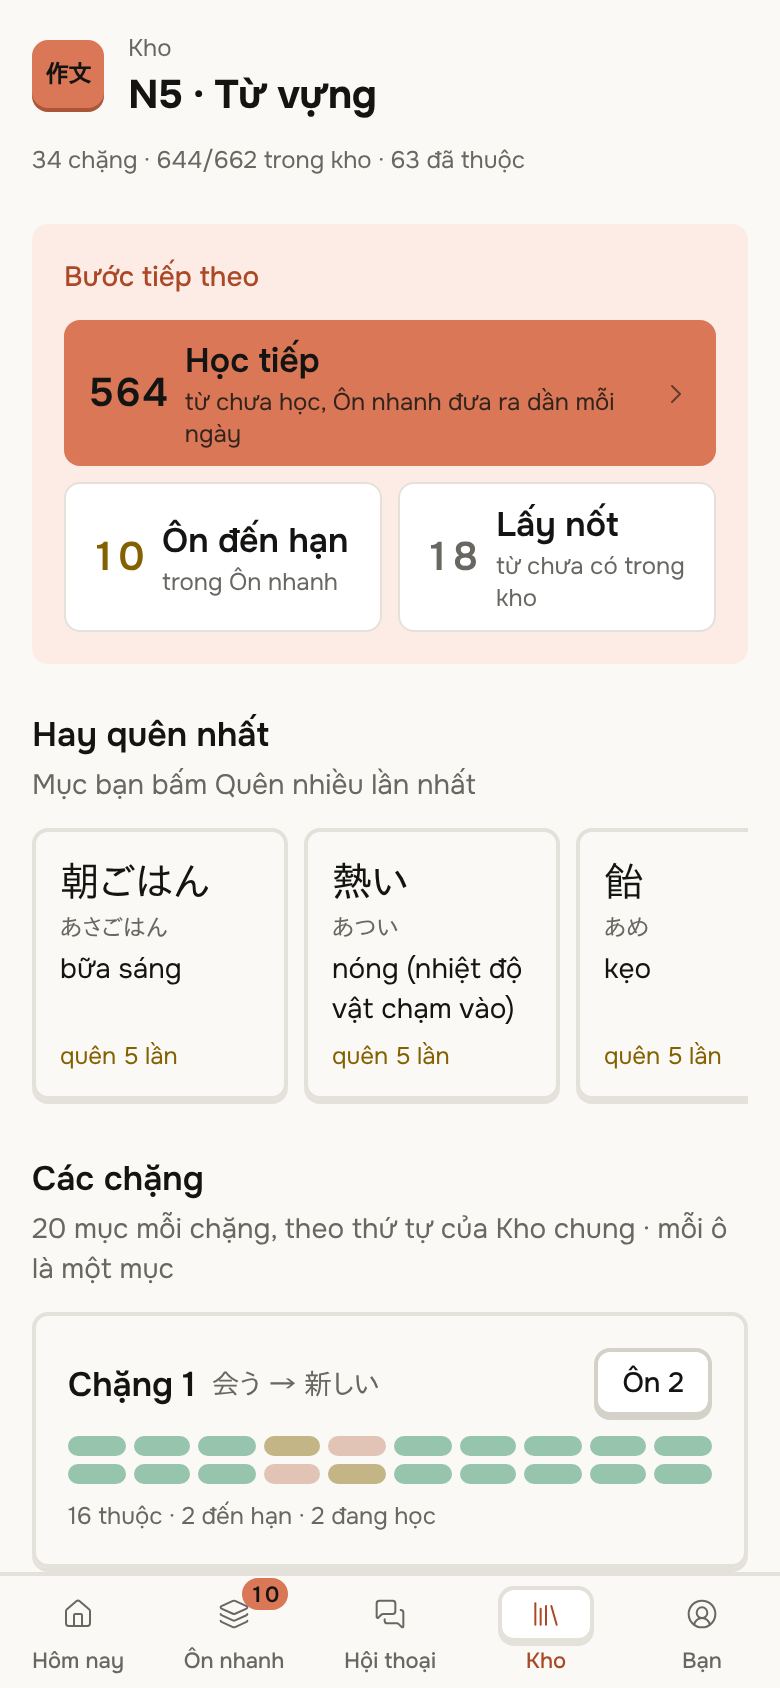 作文
Kho
N5 · Từ vựng
34 chặng · 644/662 trong kho · 63 đã thuộc
Bước tiếp theo
564
Học tiếp
từ chưa học, Ôn nhanh đưa ra dần mỗi
ngày
10
Ôn đến hạn
trong Ôn nhanh
18
Lấy nốt
từ chưa có trong
kho
Hay quên nhất
Mục bạn bấm Quên nhiều lần nhất
朝ごはん
あさごはん
bữa sáng
quên 5 lần
熱い
あつい
nóng (nhiệt độ
vật chạm vào)
quên 5 lần
飴
あめ
kẹo
quên 5 lần
Các chặng
20 mục mỗi chặng, theo thứ tự của Kho chung · mỗi ô
là một mục
Chặng 1 会う → 新しい
Ôn 2
16 thuộc · 2 đến hạn · 2 đang học
10
Hôm nay
Ôn nhanh
Hội thoại
Kho
Bạn